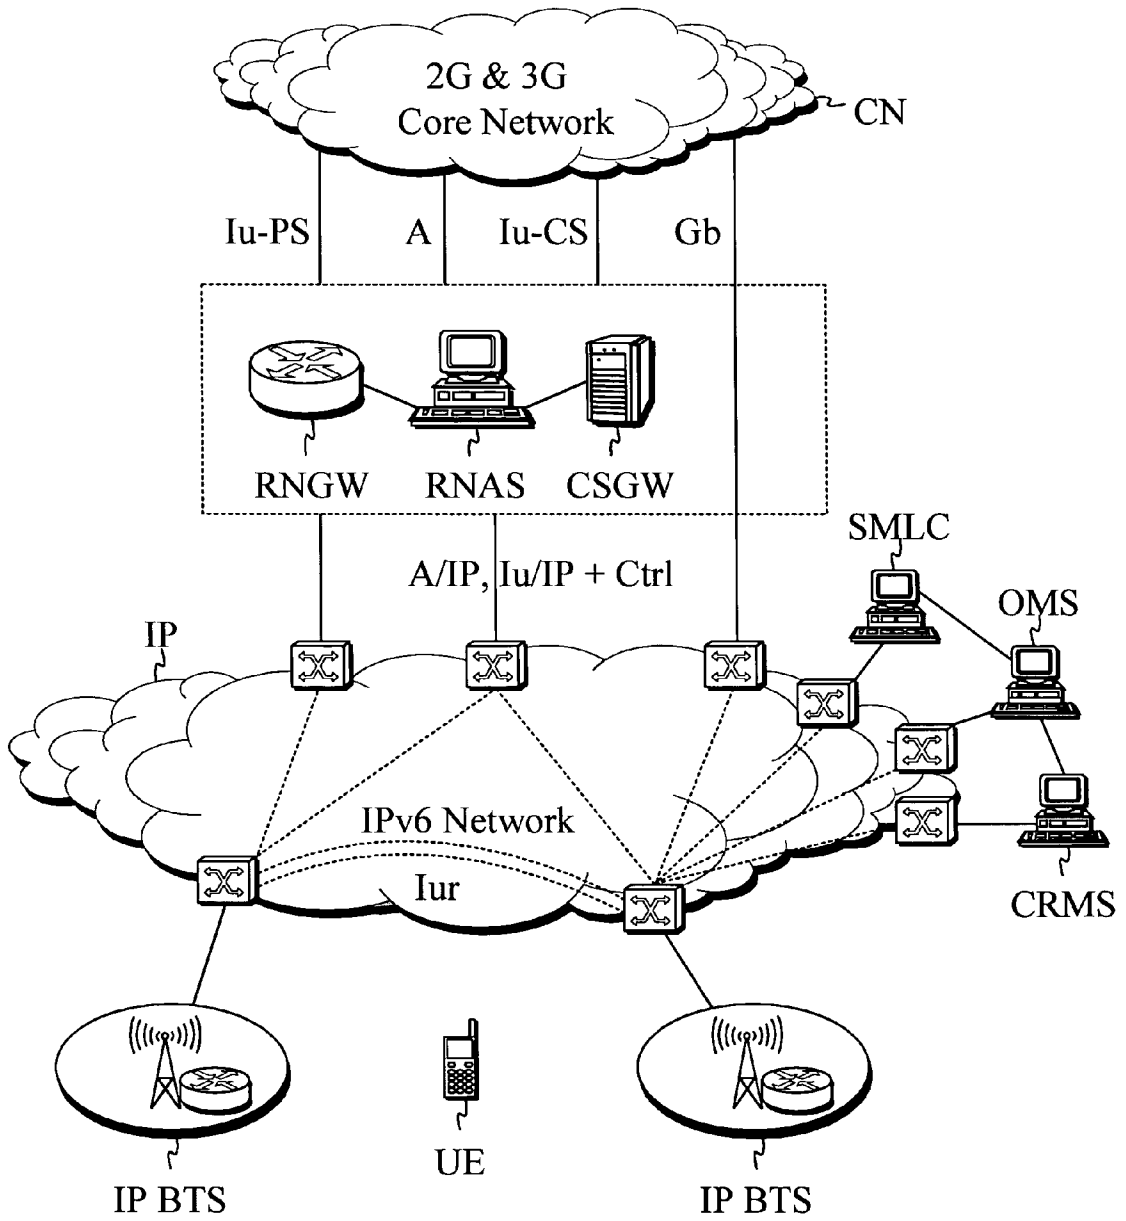 2G & 3G
Core Network
CN
Iu-PS
A
Iu-CS
Gb
RNGW
RNAS
CSGW
SMLC
A/IP, Iu/IP + Ctrl
OMS
IP
IPv6 Network
Iur
CRMS
UE
IP BTS
IP BTS